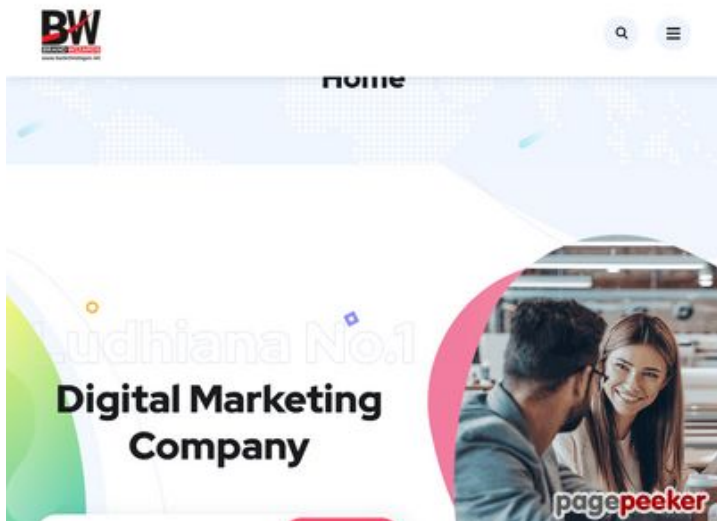 BW
Home
Ludhiana No.1
Digital Marketing
Company
pagepeeker